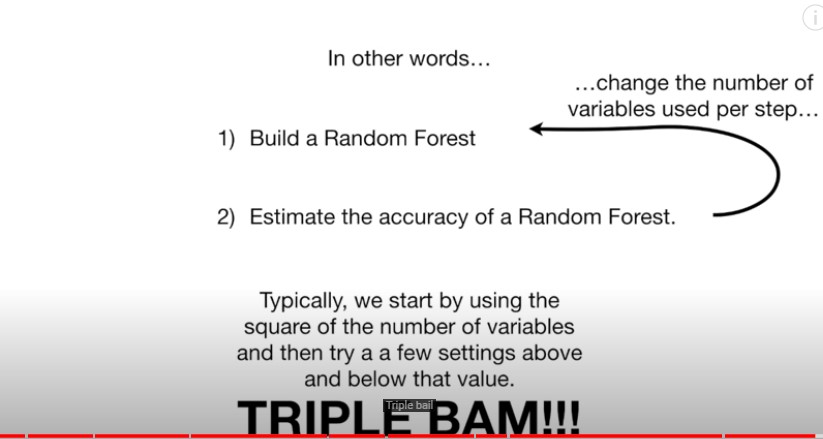 In other words…
…change the number of
variables used per step…
1) Build a Random Forest
2) Estimate the accuracy of a Random Forest.
Typically, we start by using the
square of the number of variables
and then try a a few settings above
and below that value.
Triple bail
TRIPLE BAM!!!